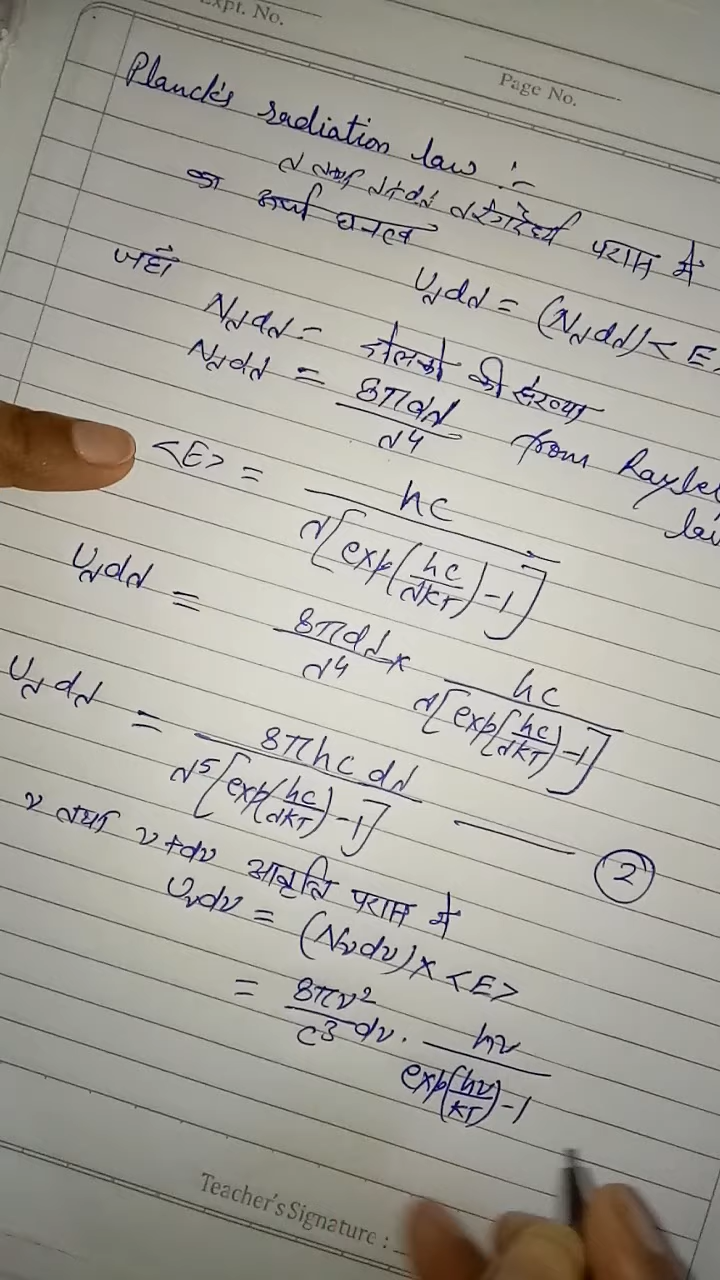 Expt. No.
Page No.
Planck's radiation law :-
λ तथा λ+dλ तरंगदैर्ध्य परास में
का ऊर्जा घनत्व
Uλdλ = (Nλdλ) < E>
जहाँ
Nλdλ = दोलको की संख्या
Nλdλ = 8πdλ/λ⁴ from Rayle
law
<E> = hc/λ[exp(hc/λKT)-1]
Uλdλ = 8πdλ/λ⁴ × hc/λ[exp(hc/λKT)-1]
Uλdλ = 8πhc dλ/λ⁵[exp(hc/λKT)-1] — 2
ν तथा ν+dν आवृत्ति परास में
Uνdν = (Nνdν) × <E>
= 8πν²/c³ dν . hν/exp(hν/KT)-1
Teacher's Signature :